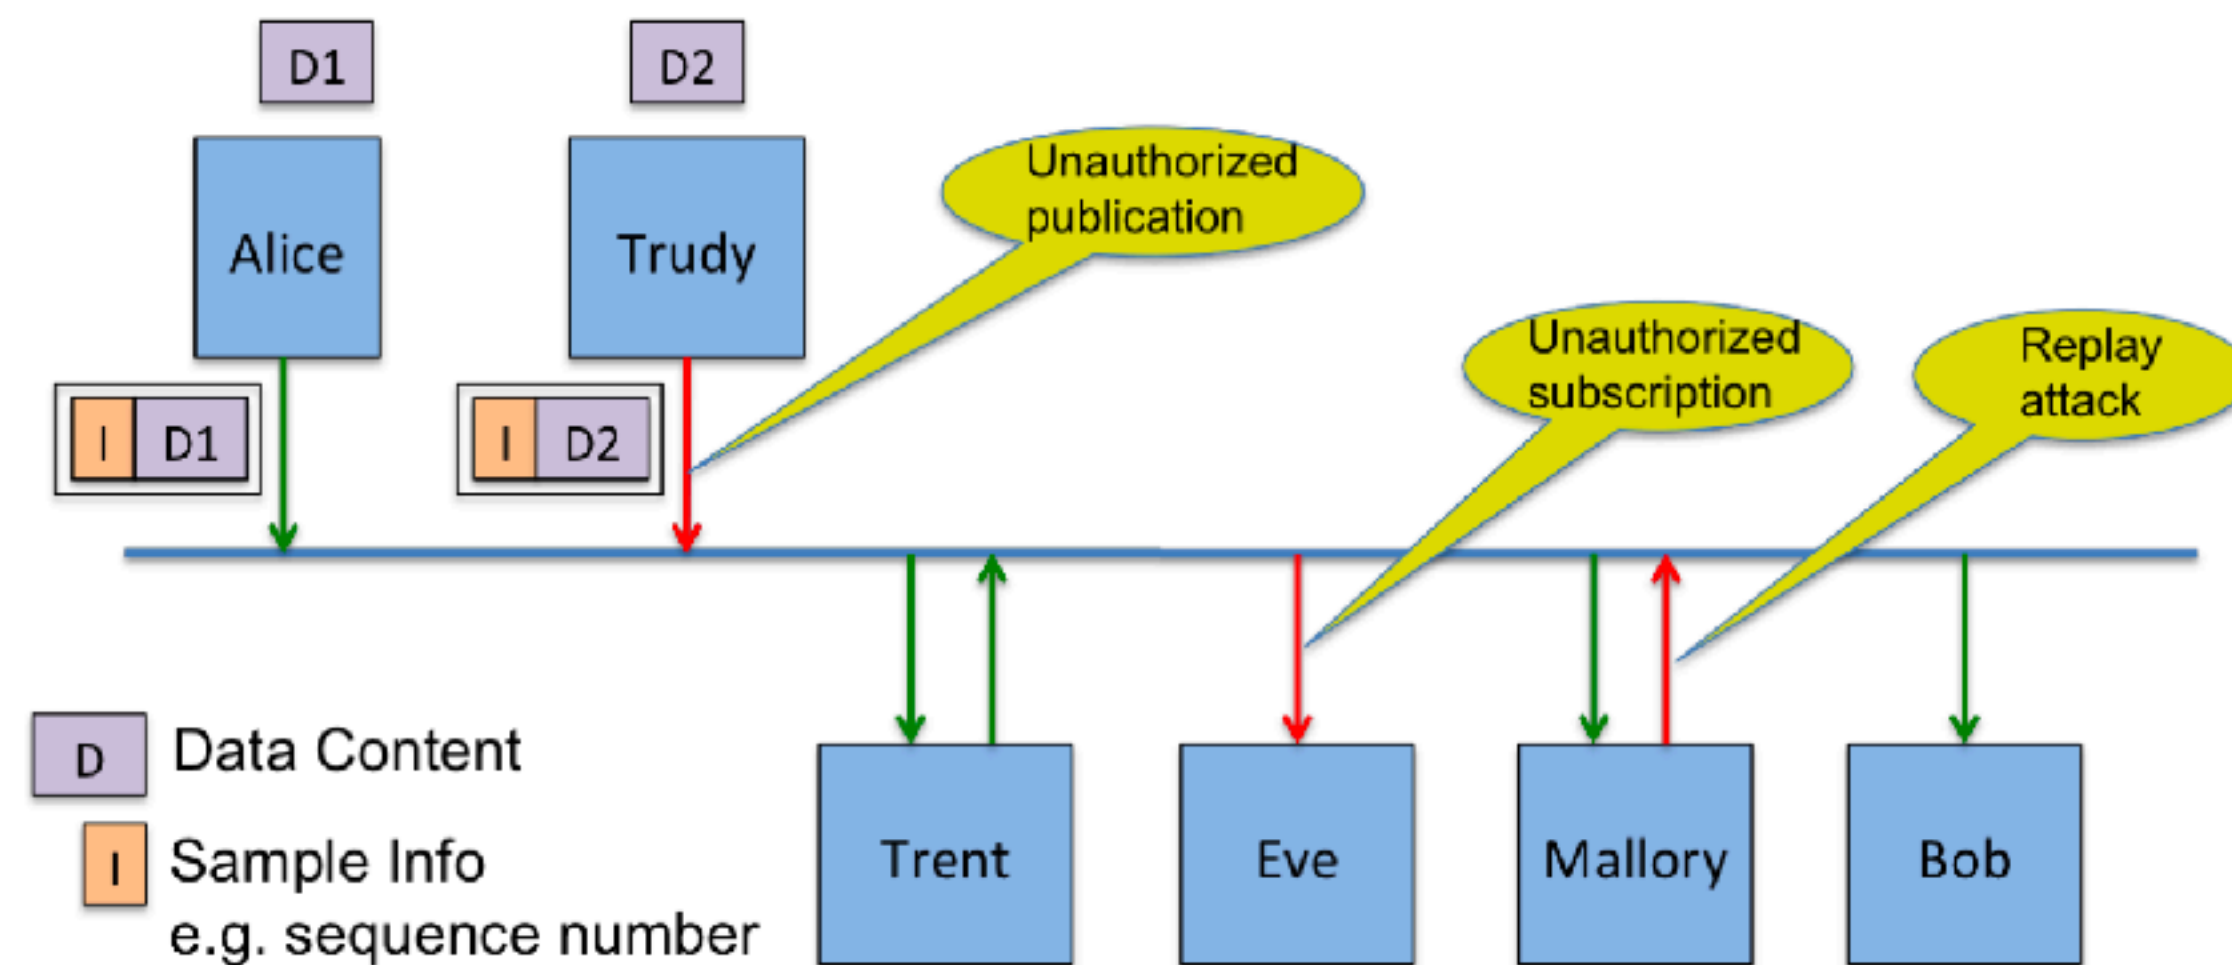 D1
D2
Alice
Trudy
Unauthorized
publication
Unauthorized
subscription
Replay
attack
I D1
I D2
D Data Content
I Sample Info
e.g. sequence number
Trent
Eve
Mallory
Bob